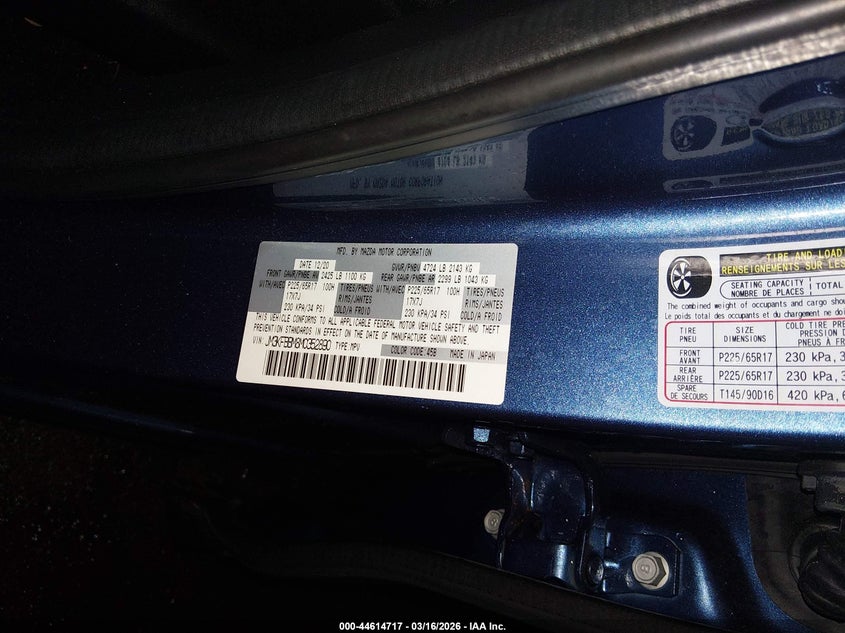 MFD. BY MAZDA MOTOR CORPORATION
DATE 12/20
GVWR/PNBV 4724 LB 2143 KG
FRONT GAWR/PNBE AV 2425 LB 1100 KG
REAR GAWR/PNBE AR 2299 LB 1043 KG
WITH/AVEC P225/65R17 100H TIRES/PNEUS
17X7J RIMS/JANTES
230 KPA/34 PSI COLD/A FROID
WITH/AVEC P225/65R17 100H TIRES/PNEUS
17X7J RIMS/JANTES
230 KPA/34 PSI COLD/A FROID
THIS VEHICLE CONFORMS TO ALL APPLICABLE FEDERAL MOTOR VEHICLE SAFETY AND THEFT
PREVENTION STANDARDS IN EFFECT ON THE DATE OF MANUFACTURE SHOWN ABOVE.
VIN:
TYPE MPV
COLOR CODE 45B
MADE IN JAPAN
TIRE AND LOAD
RENSEIGNEMENTS SUR LES
SEATING CAPACITY TOTAL
NOMBRE DE PLACES
The combined weight of occupants and cargo shou
Le poids total des occupants et du chargement ne doi
TIRE SIZE COLD TIRE PRE
PNEU DIMENSIONS PRESSION D
PNEUS À FR
FRONT P225/65R17 230 kPa, 3
AVANT
REAR P225/65R17 230 kPa, 3
ARRIÈRE
SPARE T145/90D16 420 kPa, 6
DE SECOURS
000-44614717 - 03/16/2026 - IAA Inc.